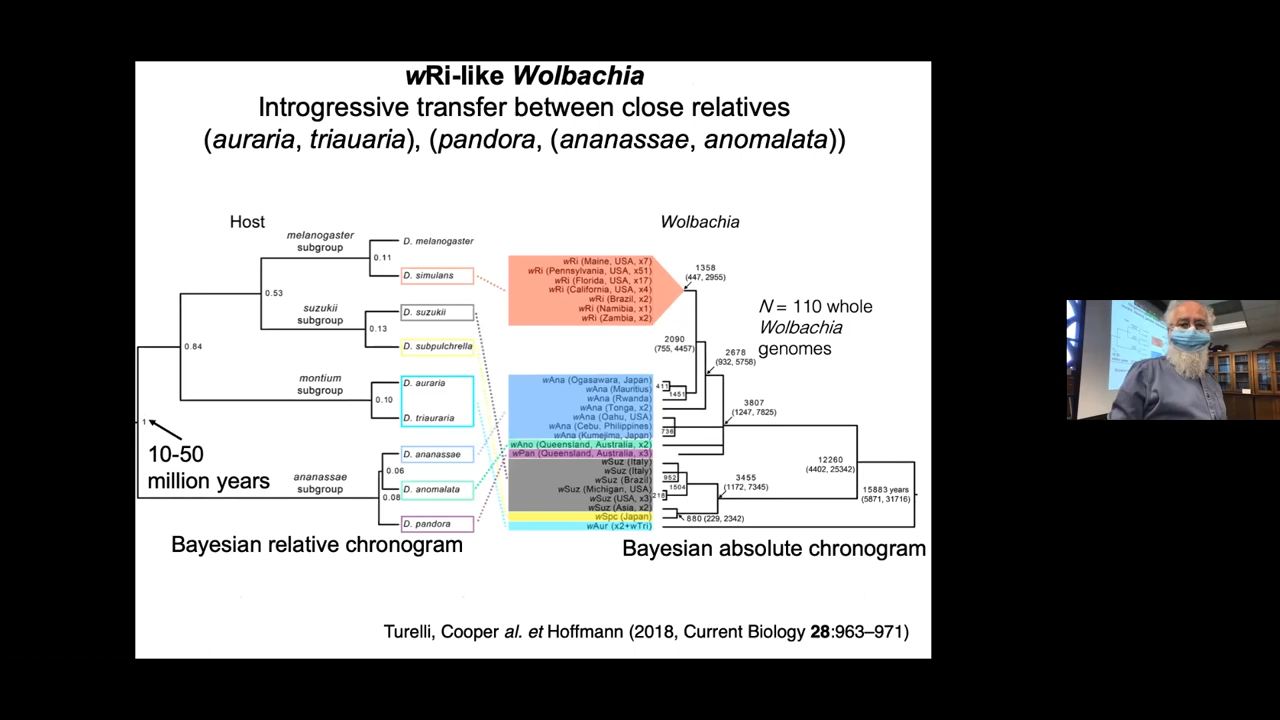 wRi-like Wolbachia
Introgressive transfer between close relatives
(auraria, triauaria), (pandora, (ananassae, anomalata))
Host
Wolbachia
melanogaster
subgroup
D. melanogaster
0.11
D. simulans
0.53
suzukii
subgroup
D. suzukii
0.13
D. subpulchrella
0.84
montium
subgroup
D. auraria
0.10
D. triauraria
1
10-50
million years
D. ananassae
0.06
ananassae
subgroup
D. anomalata
0.08
D. pandora
Bayesian relative chronogram
wRi (Maine, USA, x7)
wRi (Pennsylvania, USA, x51)
wRi (Florida, USA, x17)
wRi (California, USA, x4)
wRi (Brazil, x2)
wRi (Namibia, x1)
wRi (Zambia, x2)
wAna (Ogasawara, Japan)
wAna (Mauritius)
wAna (Rwanda)
wAna (Tonga, x2)
wAna (Oahu, USA)
wAna (Cebu, Philippines)
wAna (Kumejima, Japan)
wAno (Queensland, Australia, x2)
wPan (Queensland, Australia, x3)
wSuz (Italy)
wSuz (Italy)
wSuz (Brazil)
wSuz (Michigan, USA)
wSuz (USA, x3)
wSuz (Asia, x2)
wSpc (Japan)
wAur (x2+wTri)
1358
(447, 2955)
N = 110 whole
Wolbachia
genomes
2090
(755, 4457)
2678
(932, 5758)
1451
3807
(1247, 7825)
736
12260
(4402, 25342)
952
1504
3455
(1172, 7345)
15883 years
(5871, 31716)
880 (229, 2342)
Bayesian absolute chronogram
Turelli, Cooper al. et Hoffmann (2018, Current Biology 28:963–971)